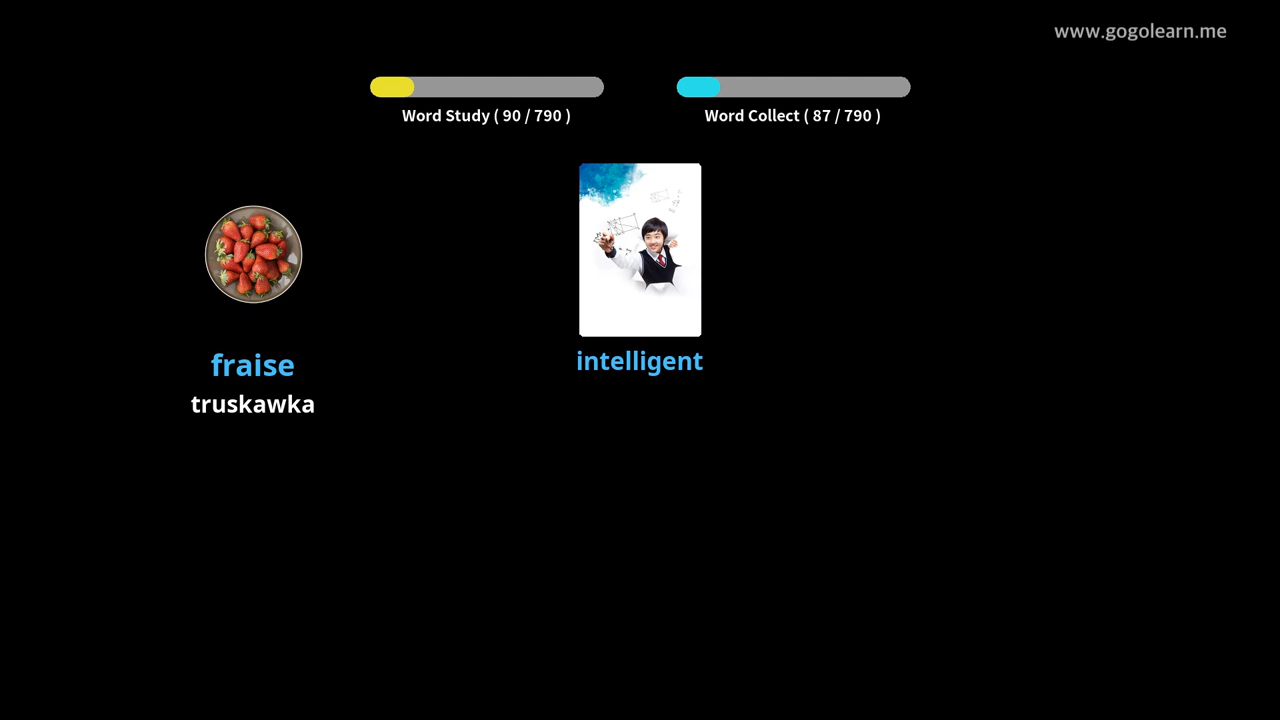 www.gogolearn.me
Word Study ( 90 / 790 )
Word Collect ( 87 / 790 )
fraise
truskawka
intelligent